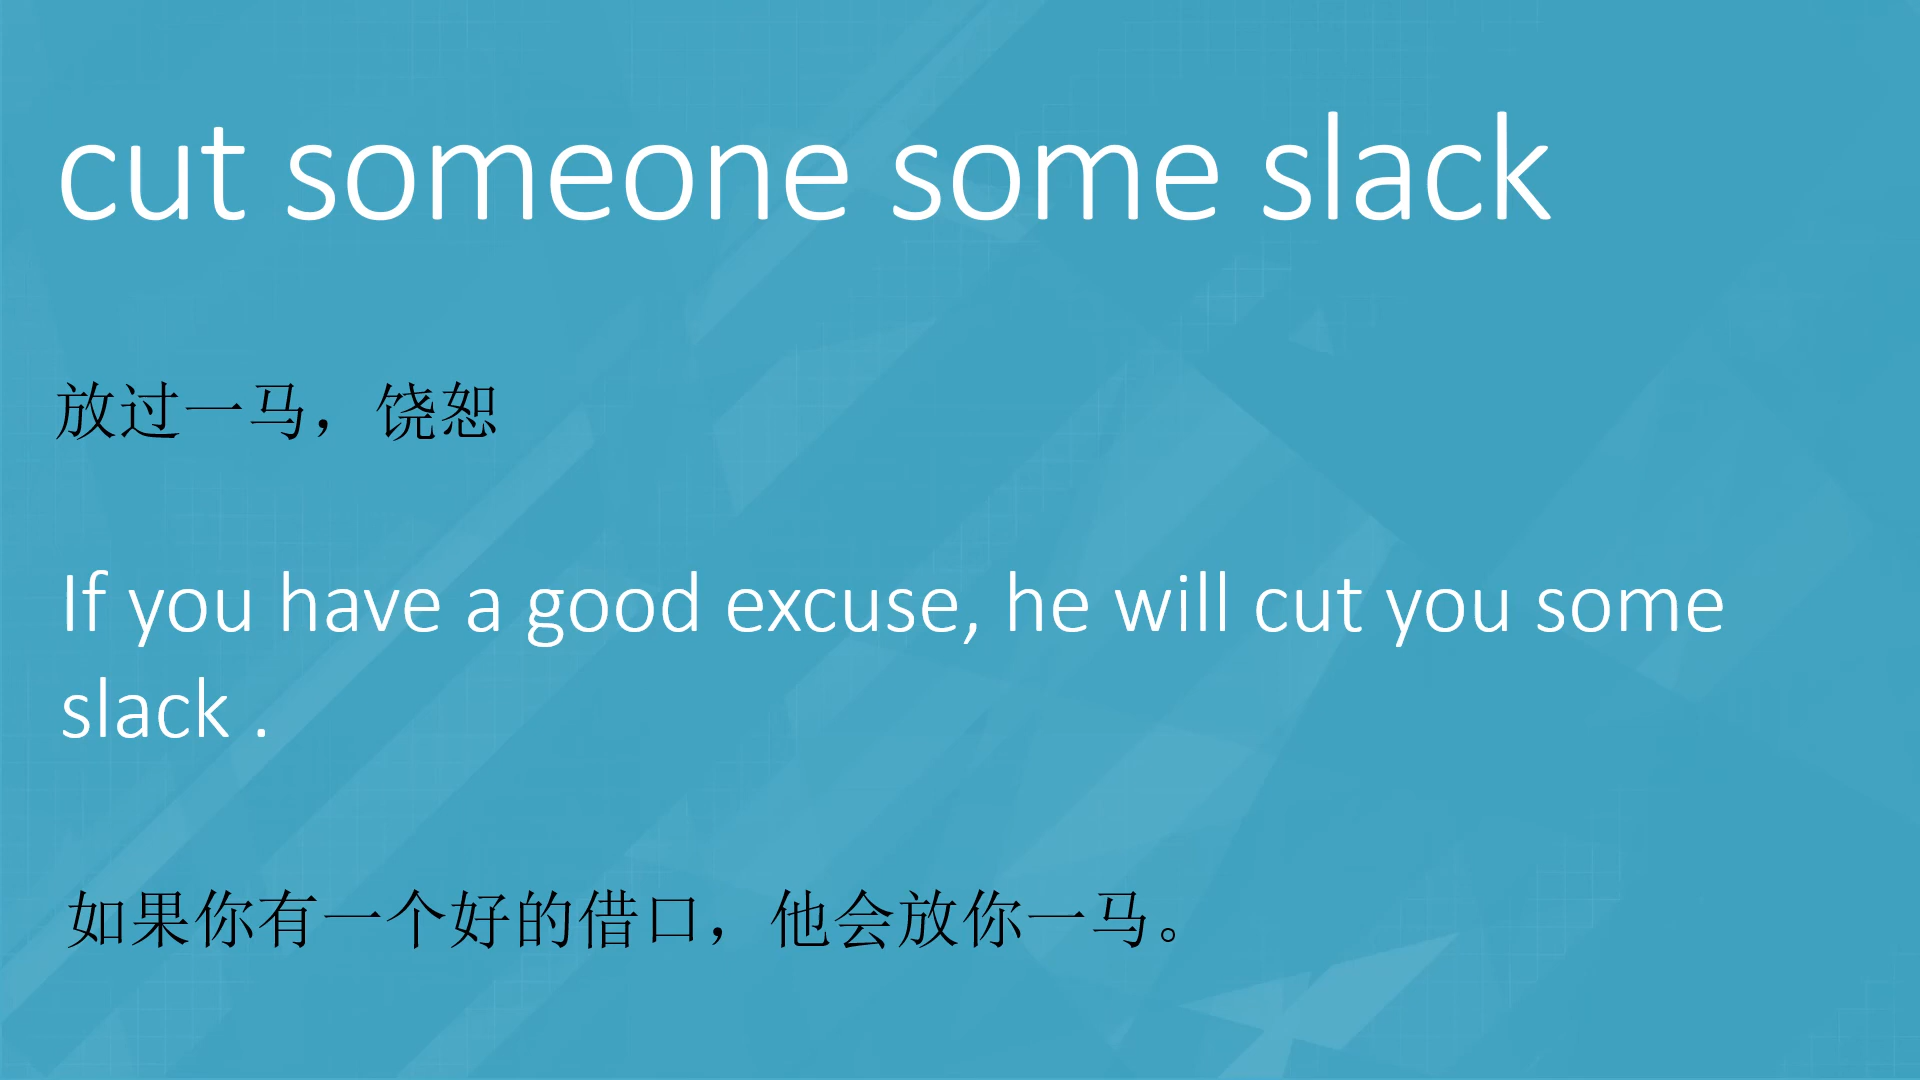 cut someone some slack
放过一马，饶恕
If you have a good excuse, he will cut you some
slack .
如果你有一个好的借口，他会放你一马。